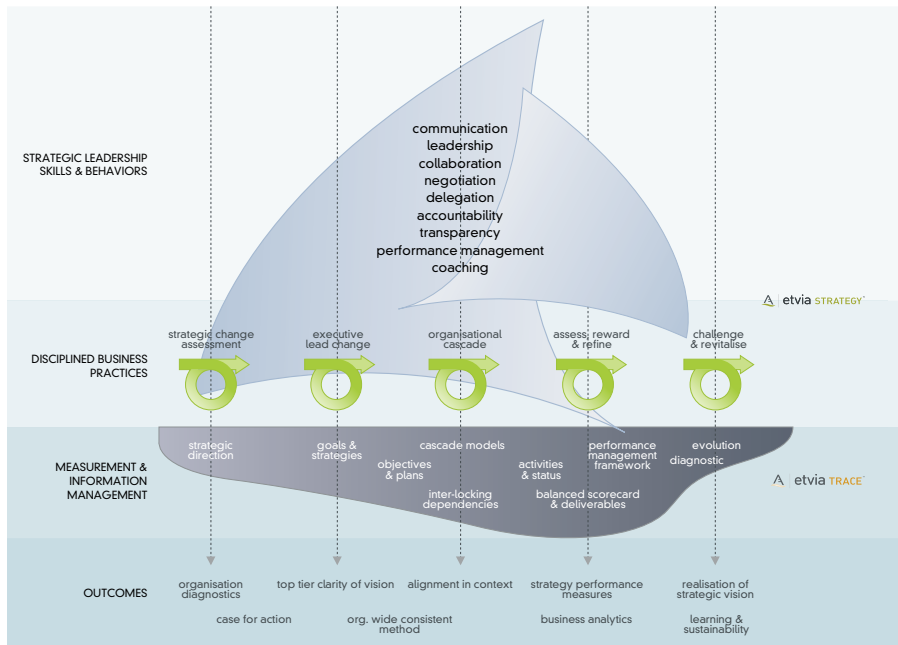 communication
leadership
collaboration
negotiation
delegation
accountability
transparency
performance management
coaching
STRATEGIC LEADERSHIP
SKILLS & BEHAVIORS
etvia STRATEGY
DISCIPLINED BUSINESS
PRACTICES
strategic change
assessment
executive
lead change
organisational
cascade
assess, reward
& refine
challenge
& revitalise
MEASUREMENT &
INFORMATION
MANAGEMENT
strategic
direction
goals &
strategies
cascade models
objectives
& plans
inter-locking
dependencies
activities
& status
performance
management
framework
balanced scorecard
& deliverables
evolution
diagnostic
etvia TRACE
OUTCOMES
organisation
diagnostics
top tier clarity of vision
alignment in context
strategy performance
measures
realisation of
strategic vision
case for action
org. wide consistent
method
business analytics
learning &
sustainability